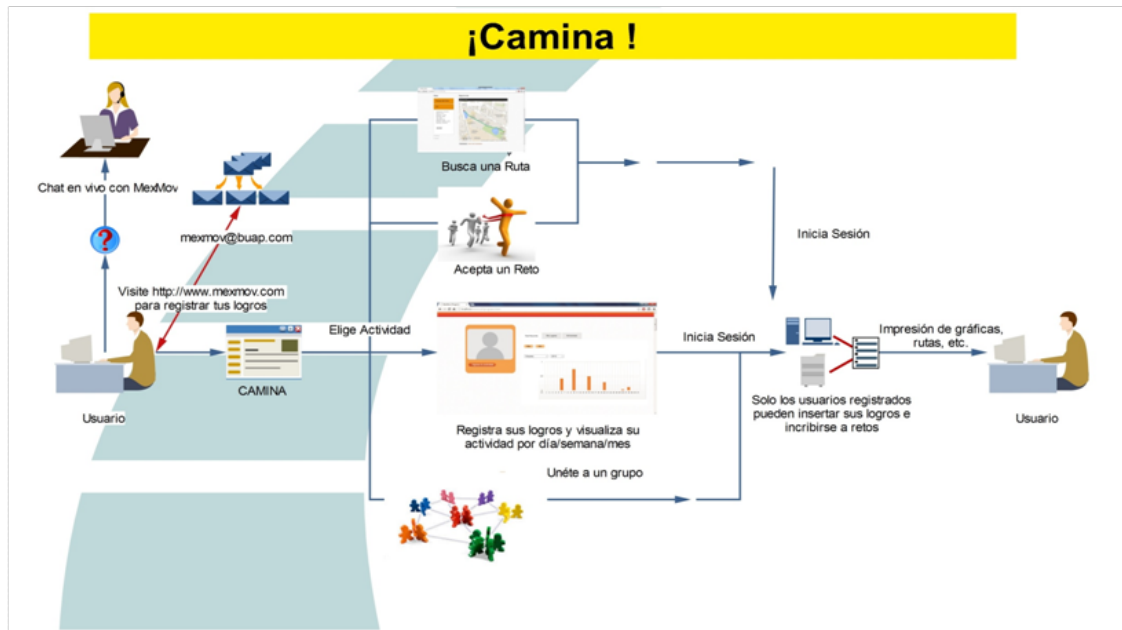 ¡Camina !
Busca una Ruta
Chat en vivo con MexMov
mexmov@buap.com
Inicia Sesión
Acepta un Reto
Visite http://www.mexmov.com
para registrar tus logros
Elige Actividad
Inicia Sesión
Impresión de gráficas,
rutas, etc.
CAMINA
Usuario
Solo los usuarios registrados
pueden insertar sus logros e
incribirse a retos
Usuario
Registra sus logros y visualiza su
actividad por día/semana/mes
Unéte a un grupo